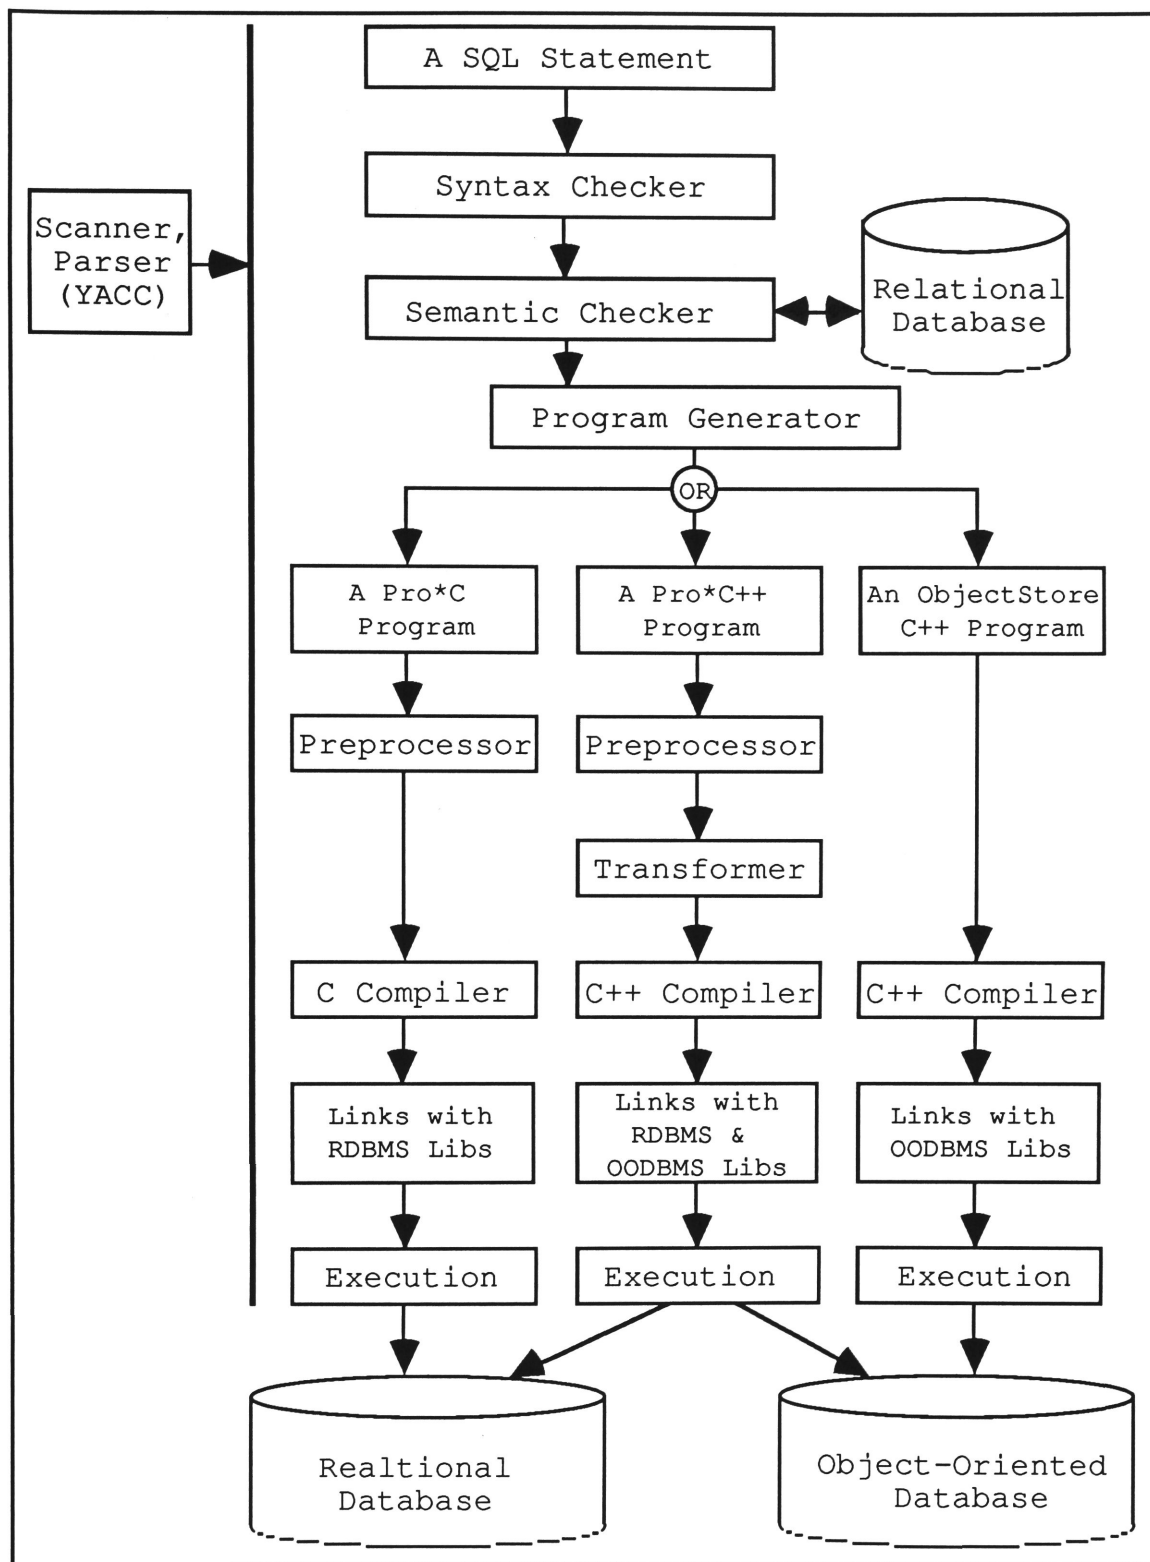 A SQL Statement
Syntax Checker
Scanner,
Parser
(YACC)
Semantic Checker
Relational
Database
Program Generator
OR
A Pro*C
Program
A Pro*C++
Program
An ObjectStore
C++ Program
Preprocessor
Preprocessor
Transformer
C Compiler
C++ Compiler
C++ Compiler
Links with
RDBMS Libs
Links with
RDBMS &
OODBMS Libs
Links with
OODBMS Libs
Execution
Execution
Execution
Realtional
Database
Object-Oriented
Database